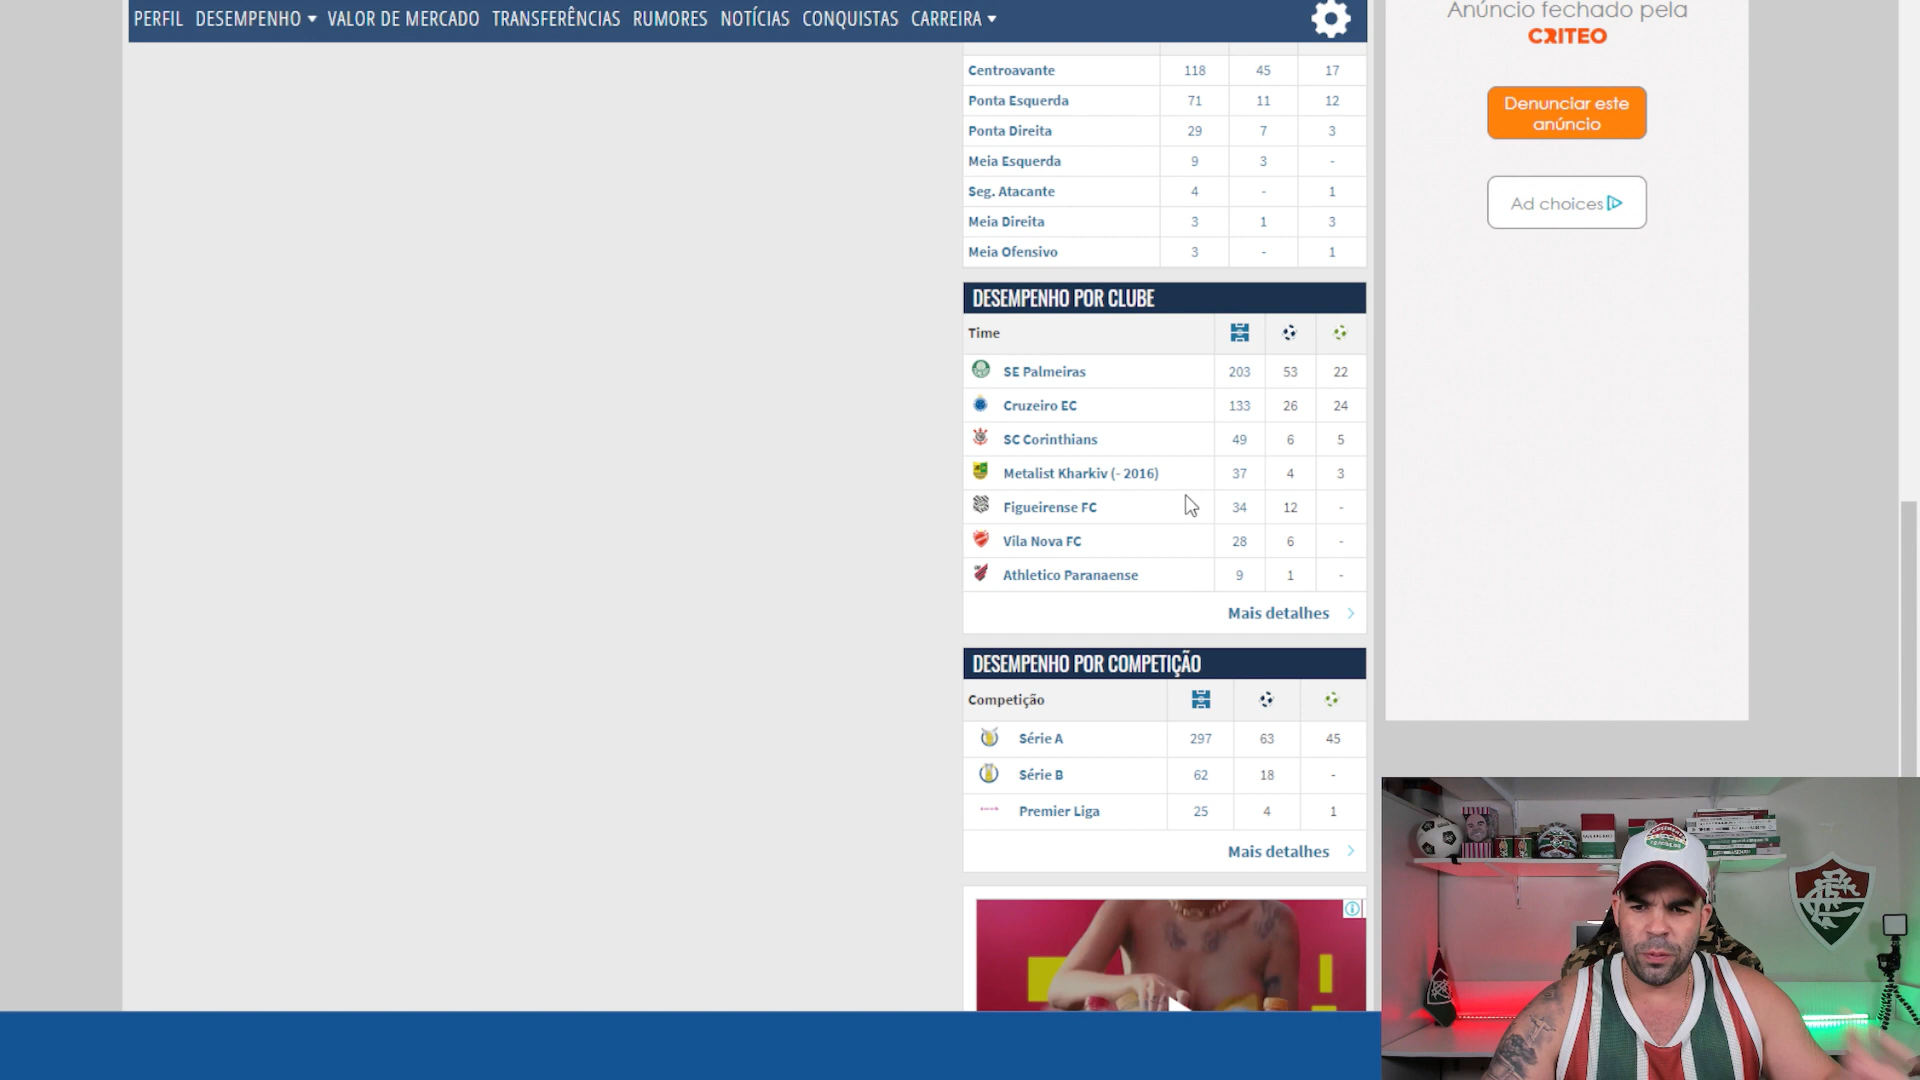 PERFIL DESEMPENHO VALOR DE MERCADO TRANSFERÊNCIAS RUMORES NOTÍCIAS CONQUISTAS CARREIRA
Centroavante 118 45 17
Ponta Esquerda 71 11 12
Ponta Direita 29 7 3
Meia Esquerda 9 3 -
Seg. Atacante 4 - 1
Meia Direita 3 1 3
Meia Ofensivo 3 - 1
DESEMPENHO POR CLUBE
Time
SE Palmeiras 203 53 22
Cruzeiro EC 133 26 24
SC Corinthians 49 6 5
Metalist Kharkiv (- 2016) 37 4 3
Figueirense FC 34 12 -
Vila Nova FC 28 6 -
Athletico Paranaense 9 1 -
Mais detalhes
DESEMPENHO POR COMPETIÇÃO
Competição
Série A 297 63 45
Série B 62 18 -
Premier Liga 25 4 1
Mais detalhes
Anúncio fechado pela
CRITEO
Denunciar este
anúncio
Ad choices